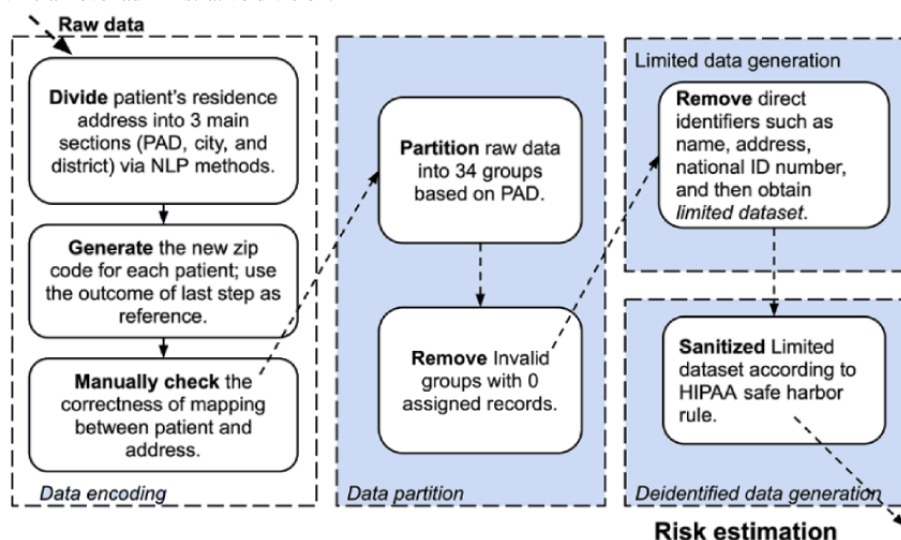 Raw data
Divide patient's residence
address into 3 main
sections (PAD, city, and
district) via NLP methods.
Generate the new zip
code for each patient; use
the outcome of last step as
reference.
Manually check the
correctness of mapping
between patient and
address.
Data encoding
Partition raw data
into 34 groups
based on PAD.
Remove Invalid
groups with 0
assigned records.
Data partition
Limited data generation
Remove direct
identifiers such as
name, address,
national ID number,
and then obtain
limited dataset.
Sanitized Limited
dataset according to
HIPAA safe harbor
rule.
Deidentified data generation
Risk estimation